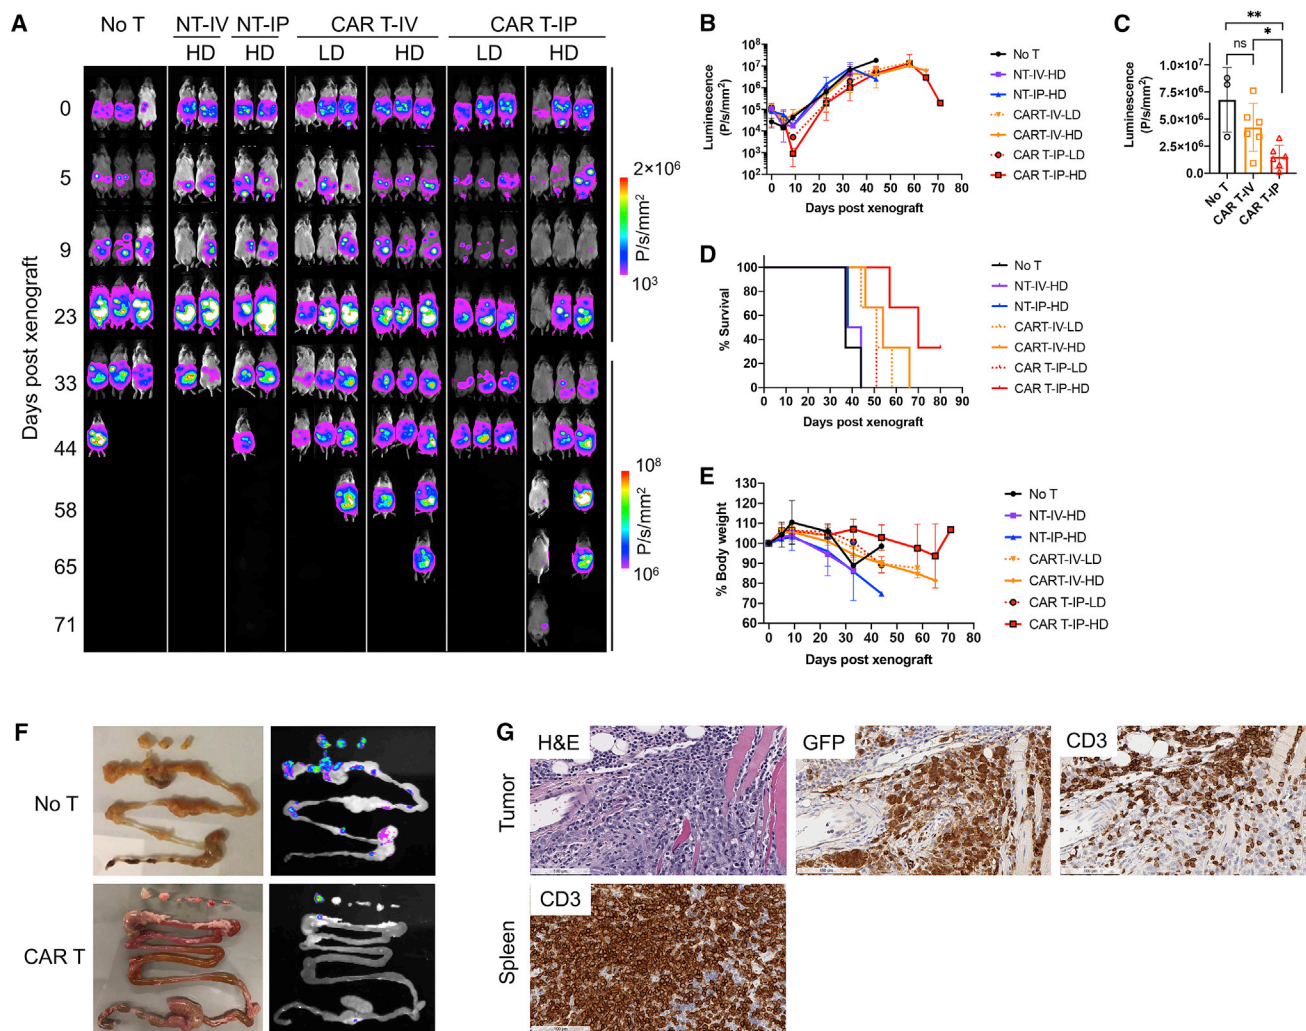 A
No T
NT-IV
NT-IP
CAR T-IV
CAR T-IP
HD
HD
LD
HD
LD
HD
Days post xenograft
0
5
9
23
33
44
58
65
71
2×10⁶
P/s/mm²
10³
10⁸
P/s/mm²
10⁶
B
Luminescence
(P/s/mm²)
10⁸
10⁷
10⁶
10⁵
10⁴
10³
10²
0 10 20 30 40 50 60 70 80
Days post xenograft
No T
NT-IV-HD
NT-IP-HD
CART-IV-LD
CART-IV-HD
CAR T-IP-LD
CAR T-IP-HD
C
Luminescence
(P/s/mm²)
**
ns
*
1.0×10⁷
7.5×10⁶
5.0×10⁶
2.5×10⁶
0.0
No T
CAR T-IV
CAR T-IP
D
% Survival
100
80
60
40
20
0
0 10 20 30 40 50 60 70 80 90
Days post xenograft
No T
NT-IV-HD
NT-IP-HD
CART-IV-LD
CART-IV-HD
CAR T-IP-LD
CAR T-IP-HD
E
% Body weight
130
120
110
100
90
80
70
60
0 10 20 30 40 50 60 70 80
Days post xenograft
No T
NT-IV-HD
NT-IP-HD
CART-IV-LD
CART-IV-HD
CAR T-IP-LD
CAR T-IP-HD
F
No T
CAR T
G
Tumor
H&E
GFP
CD3
Spleen
CD3
100 µm